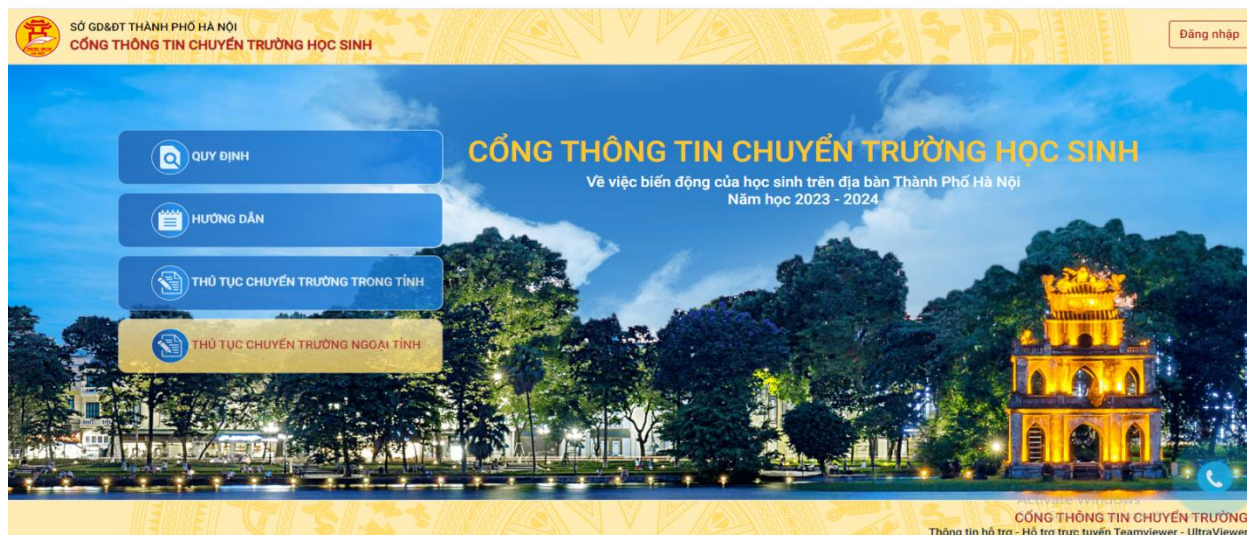 SỞ GD&ĐT THÀNH PHỐ HÀ NỘI
CỔNG THÔNG TIN CHUYỂN TRƯỜNG HỌC SINH
Đăng nhập
QUY ĐỊNH
HƯỚNG DẪN
THỦ TỤC CHUYỂN TRƯỜNG TRONG TỈNH
THỦ TỤC CHUYỂN TRƯỜNG NGOẠI TỈNH
CỔNG THÔNG TIN CHUYỂN TRƯỜNG HỌC SINH
Về việc biến động của học sinh trên địa bàn Thành Phố Hà Nội
Năm học 2023 - 2024
Activate Windows
CỔNG THÔNG TIN CHUYỂN TRƯỜNG
Thông tin hỗ trợ - Hỗ trợ trực tuyến Teamviewer - UltraViewer